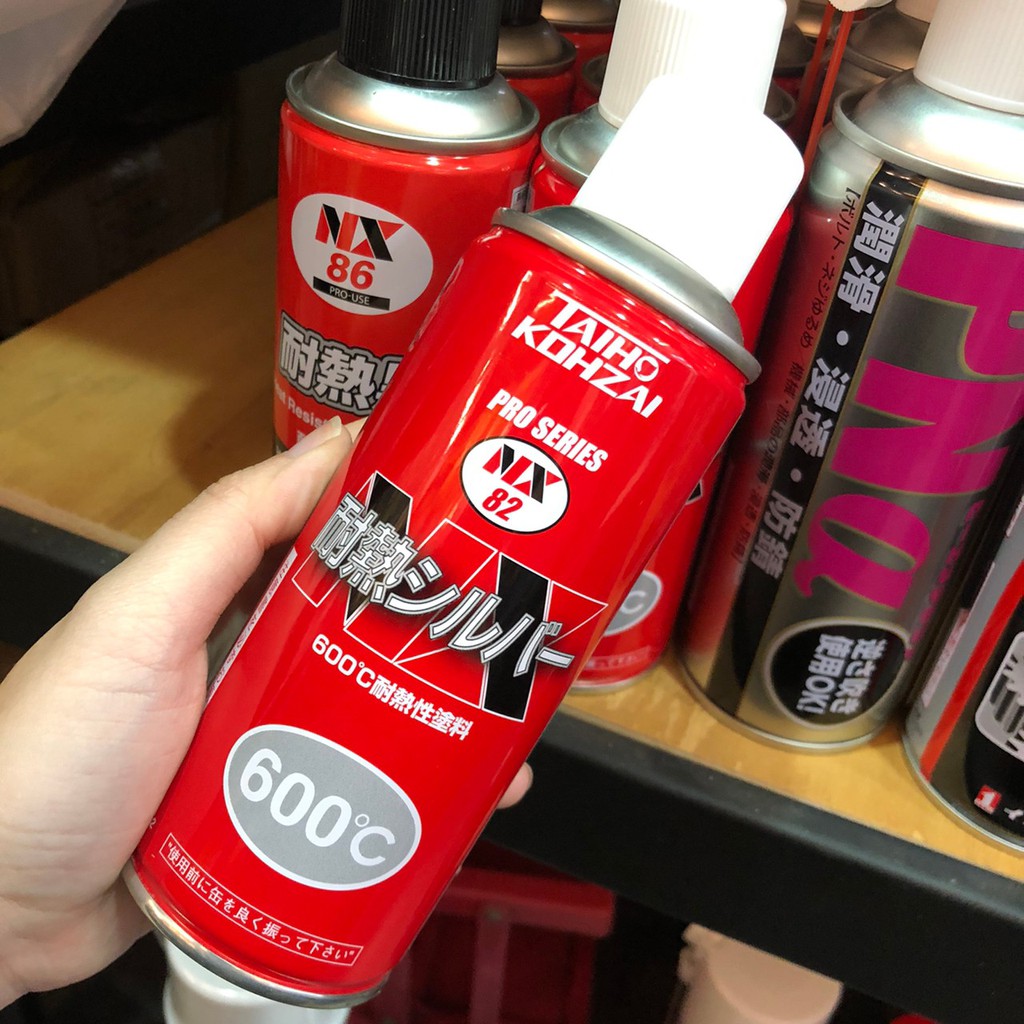 TAIHO
KOHZAI
PRO SERIES
NX
82
耐熱シルバー
600℃耐熱性塗料
600℃
"使用前に缶を良く振って下さい"
NX
86
PRO-USE
耐熱
Resist
潤滑・浸透・防錆
PNα
逆さ吹き
使用OK!